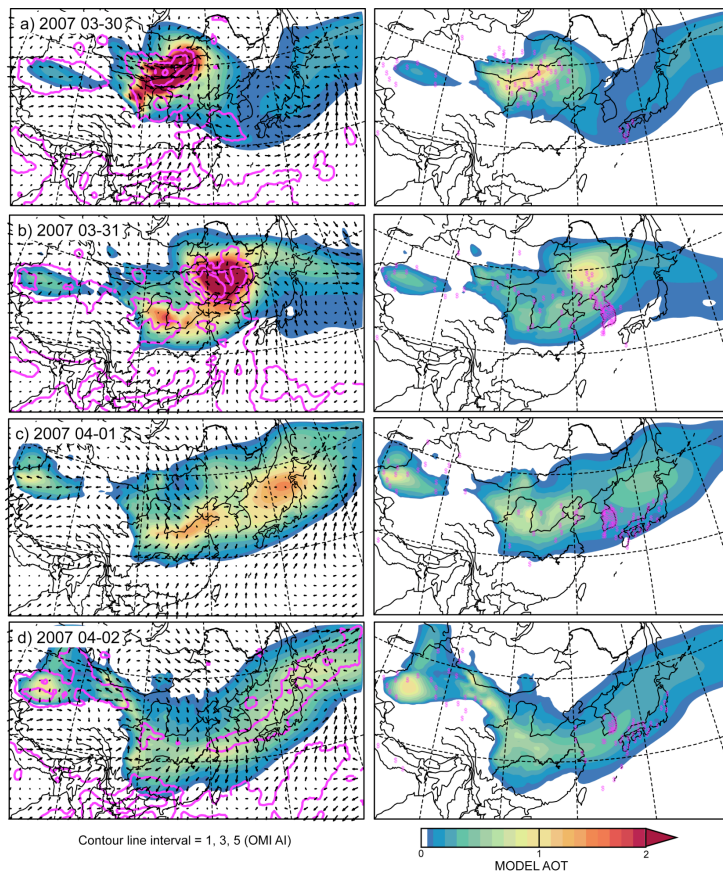 a) 2007 03-30
b) 2007 03-31
c) 2007 04-01
d) 2007 04-02
Contour line interval = 1, 3, 5 (OMI AI)
0 1 2
MODEL AOT